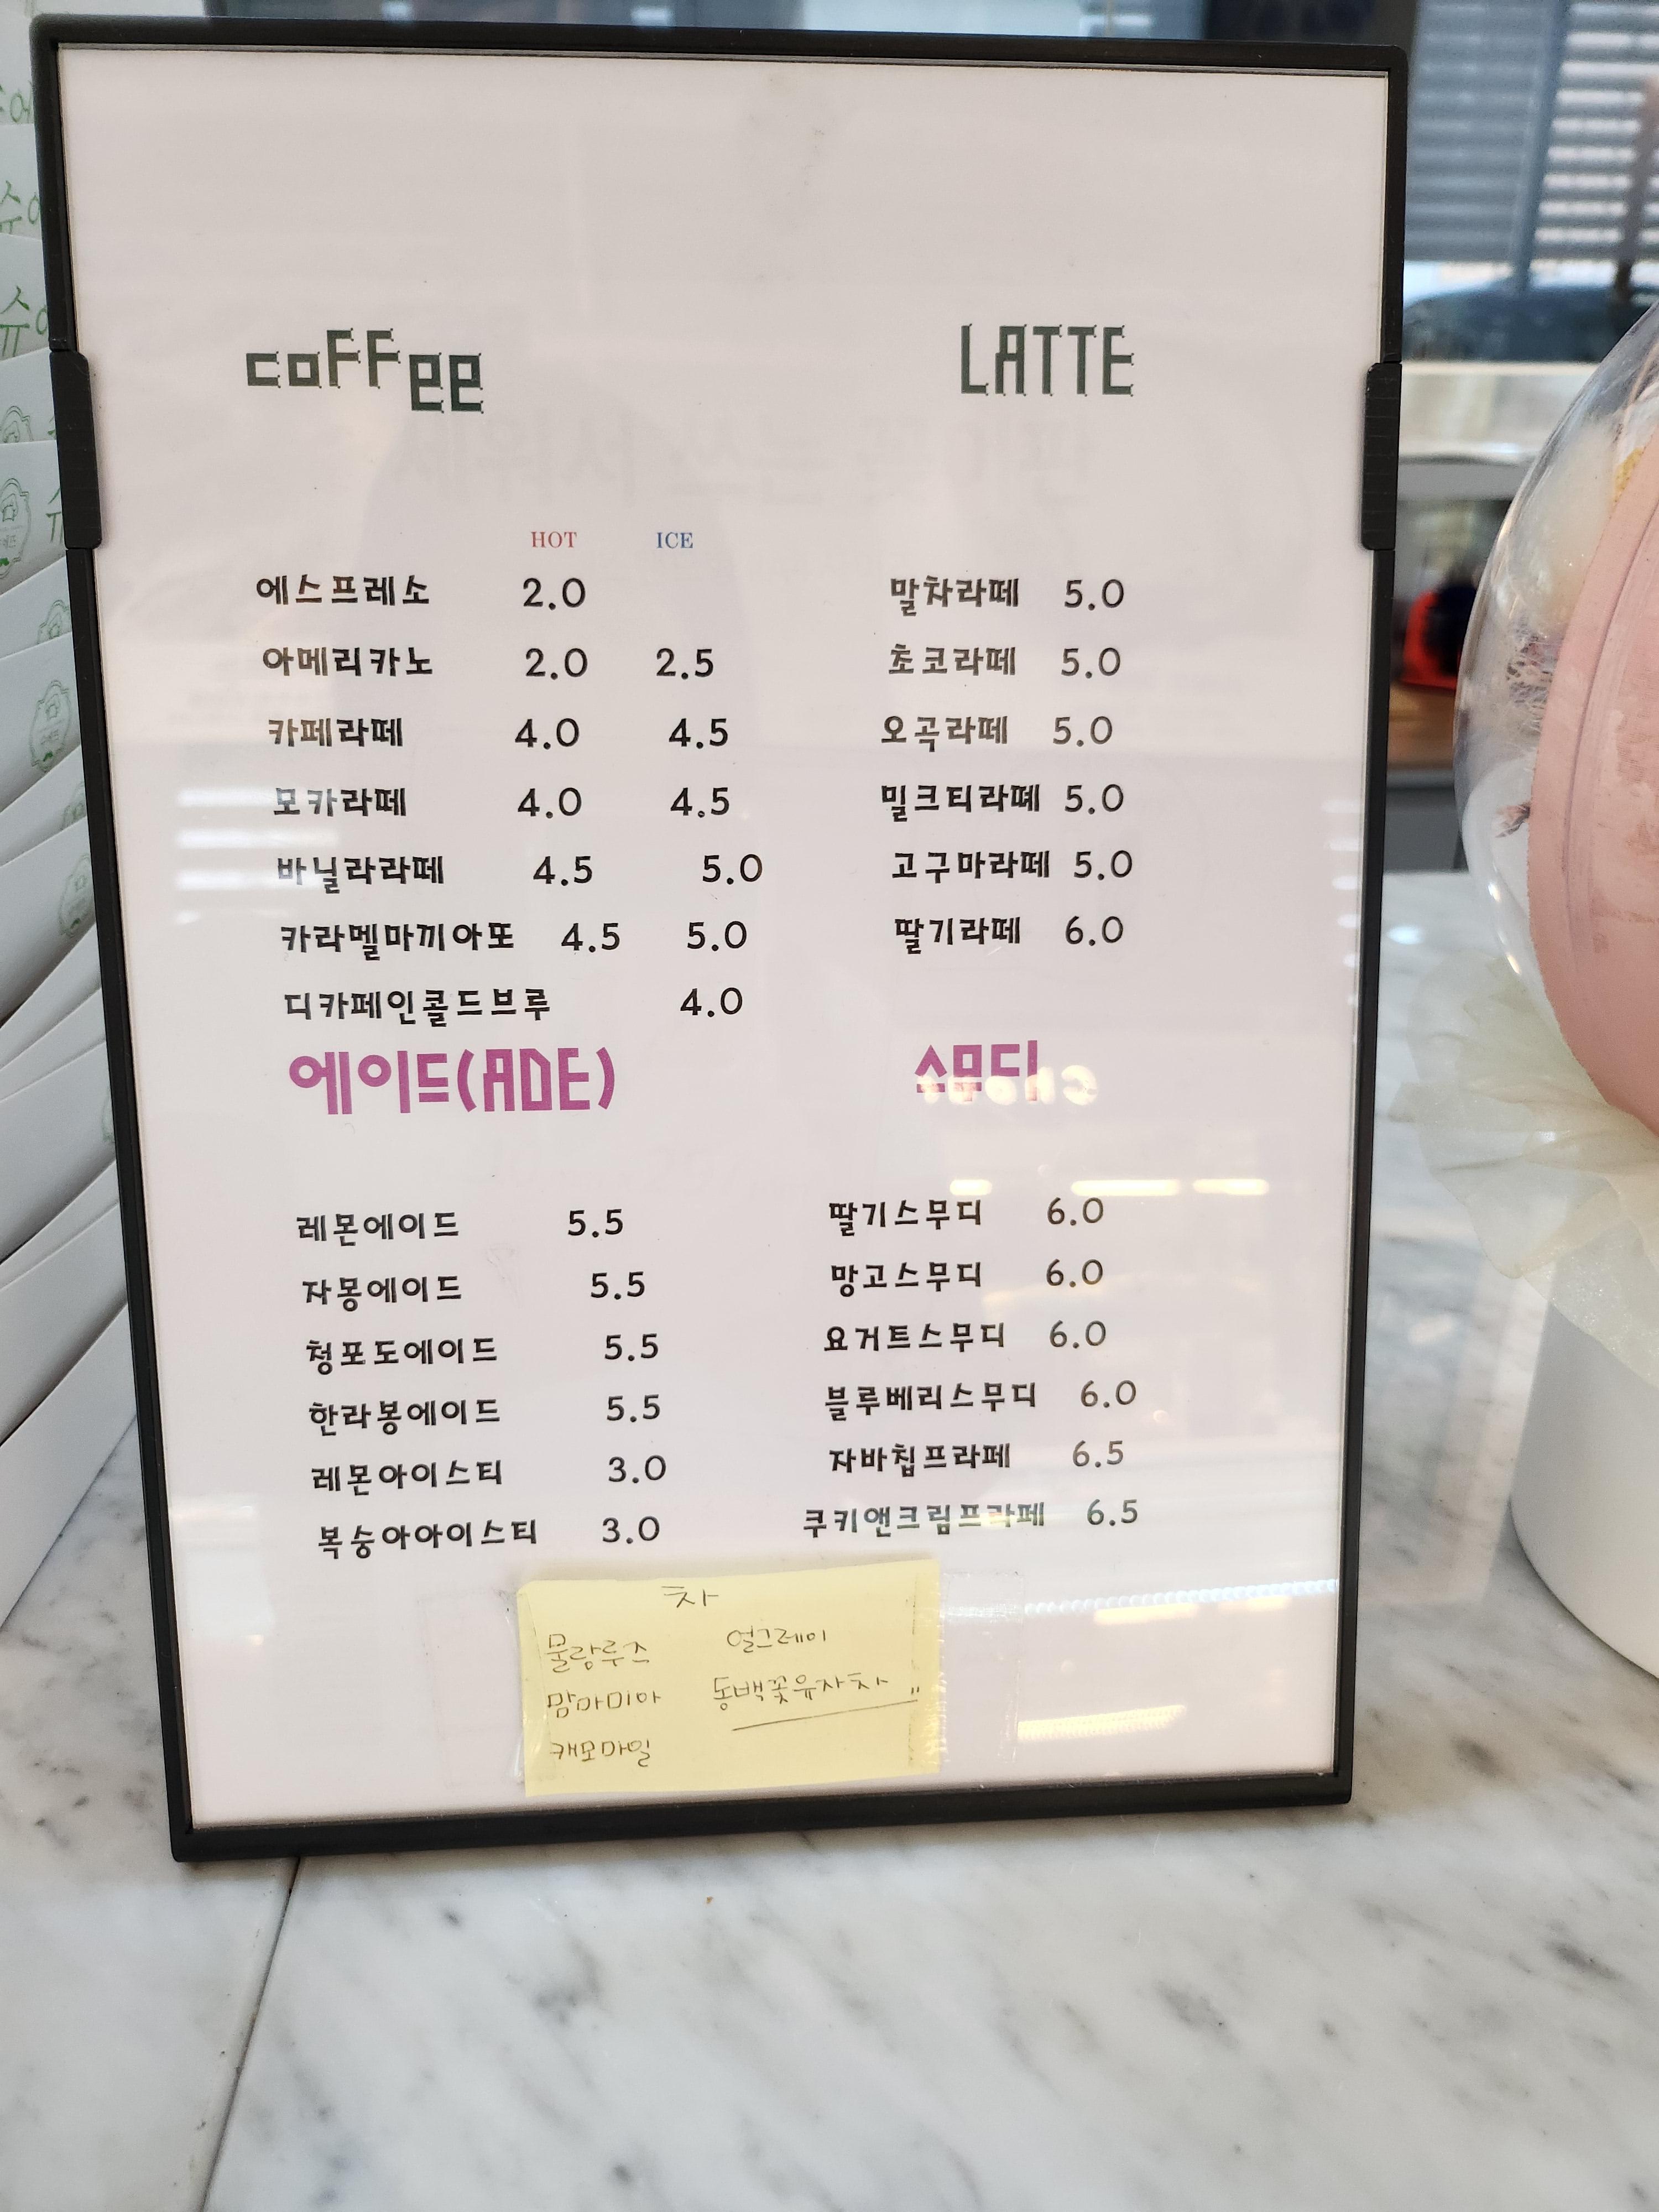 coFFee
HOT ICE
에스프레소 2.0
아메리카노 2.0 2.5
카페라떼 4.0 4.5
모카라떼 4.0 4.5
바닐라라떼 4.5 5.0
카라멜마끼아또 4.5 5.0
디카페인콜드브루 4.0
LATTE
말차라떼 5.0
초코라떼 5.0
오곡라떼 5.0
밀크티라떼 5.0
고구마라떼 5.0
딸기라떼 6.0
에이드(ADE)
레몬에이드 5.5
자몽에이드 5.5
청포도에이드 5.5
한라봉에이드 5.5
레몬아이스티 3.0
복숭아아이스티 3.0
스무디
딸기스무디 6.0
망고스무디 6.0
요거트스무디 6.0
블루베리스무디 6.0
자바칩프라페 6.5
쿠키앤크림프라페 6.5
차
물랑루즈
맘마미아
캐모마일
얼그레이
동백꽃유자차"